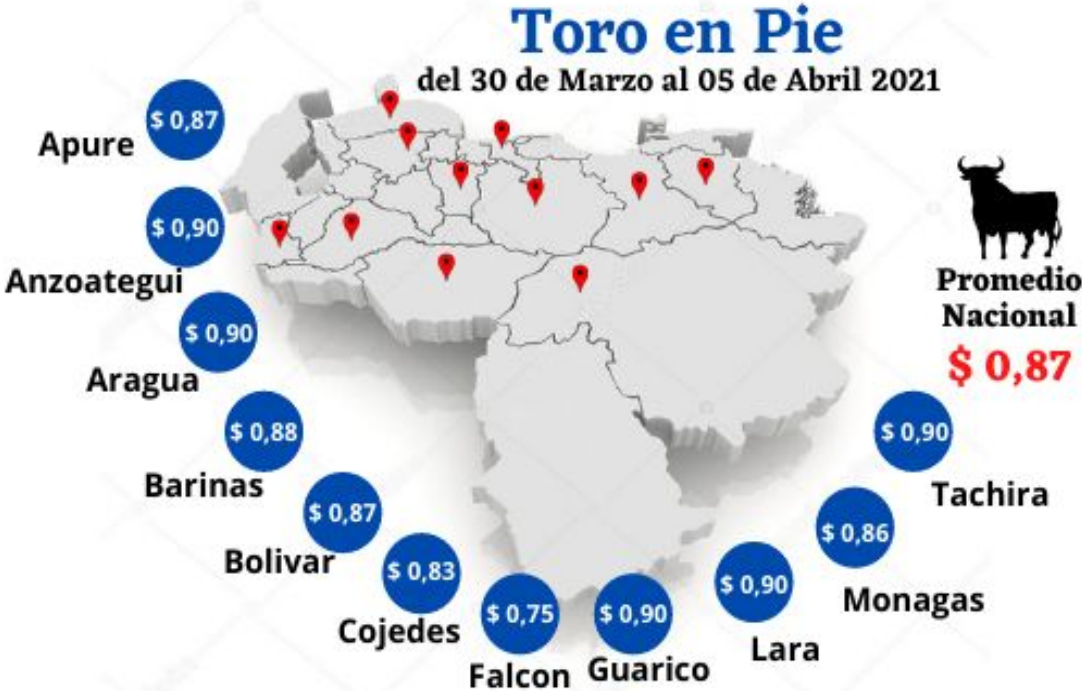 Toro en Pie
del 30 de Marzo al 05 de Abril 2021
$ 0,87
Apure
$ 0,90
Anzoategui
$ 0,90
Aragua
$ 0,88
Barinas
$ 0,87
Bolivar
$ 0,83
Cojedes
$ 0,75
Falcon
$ 0,90
Guarico
$ 0,90
Lara
$ 0,86
Monagas
$ 0,90
Tachira
Promedio
Nacional
$ 0,87